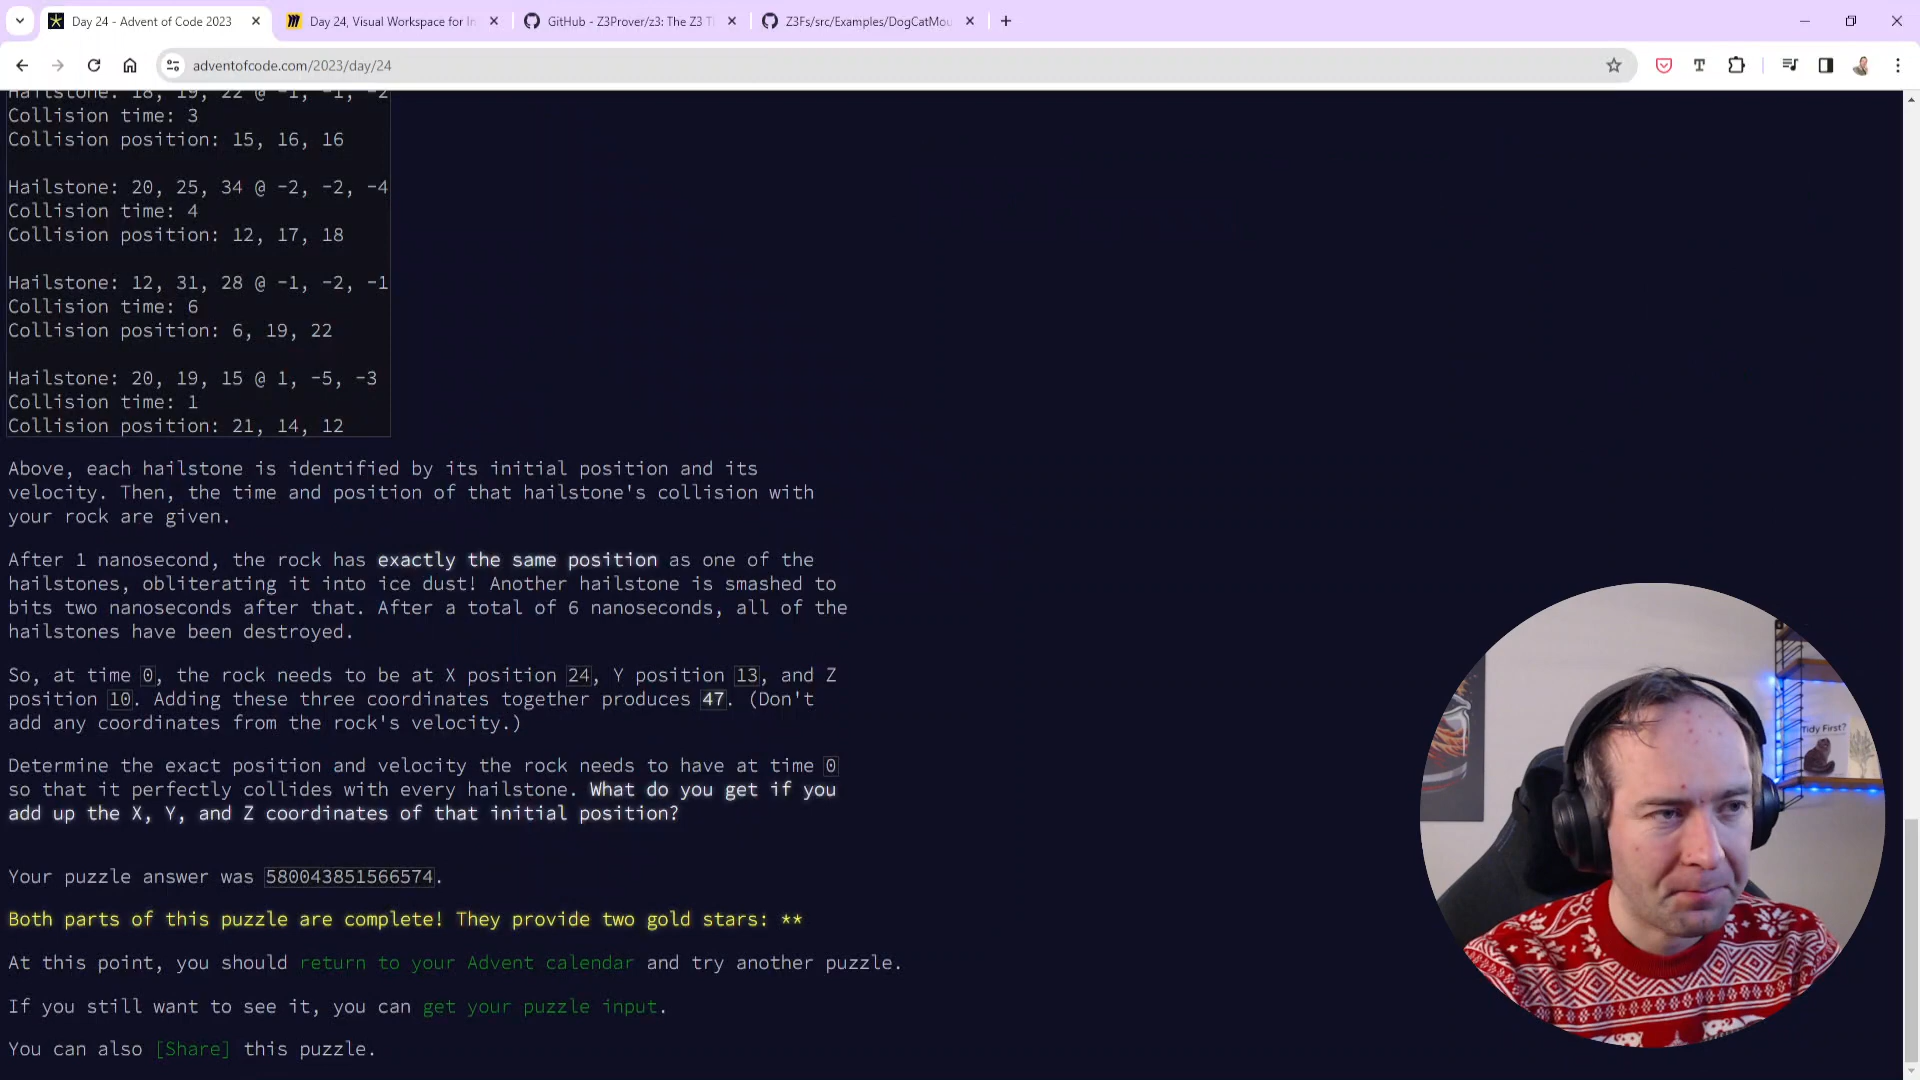 Day 24 - Advent of Code 2023
Day 24, Visual Workspace for In
GitHub - Z3Prover/z3: The Z3 T
Z3Fs/src/Examples/DogCatMou
adventofcode.com/2023/day/24
Hailstone: 18, 19, 22 @ -1, -1, -2
Collision time: 3
Collision position: 15, 16, 16
Hailstone: 20, 25, 34 @ -2, -2, -4
Collision time: 4
Collision position: 12, 17, 18
Hailstone: 12, 31, 28 @ -1, -2, -1
Collision time: 6
Collision position: 6, 19, 22
Hailstone: 20, 19, 15 @ 1, -5, -3
Collision time: 1
Collision position: 21, 14, 12
Above, each hailstone is identified by its initial position and its
velocity. Then, the time and position of that hailstone's collision with
your rock are given.
After 1 nanosecond, the rock has exactly the same position as one of the
hailstones, obliterating it into ice dust! Another hailstone is smashed to
bits two nanoseconds after that. After a total of 6 nanoseconds, all of the
hailstones have been destroyed.
So, at time 0, the rock needs to be at X position 24, Y position 13, and Z
position 10. Adding these three coordinates together produces 47. (Don't
add any coordinates from the rock's velocity.)
Determine the exact position and velocity the rock needs to have at time 0
so that it perfectly collides with every hailstone. What do you get if you
add up the X, Y, and Z coordinates of that initial position?
Your puzzle answer was 580043851566574.
Both parts of this puzzle are complete! They provide two gold stars: **
At this point, you should return to your Advent calendar and try another puzzle.
If you still want to see it, you can get your puzzle input.
You can also [Share] this puzzle.
Tidy First?